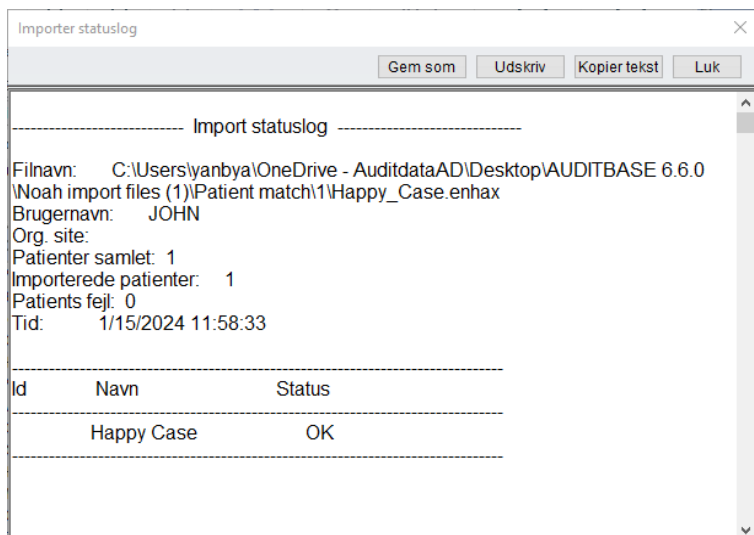 Importer statuslog
Gem som Udskriv Kopier tekst Luk
---------------------------- Import statuslog ------------------------------
Filnavn: C:\Users\yanbya\OneDrive - AuditdataAD\Desktop\AUDITBASE 6.6.0
\Noah import files (1)\Patient match\1\Happy_Case.enhax
Brugernavn: JOHN
Org. site:
Patienter samlet: 1
Importerede patienter: 1
Patients fejl: 0
Tid: 1/15/2024 11:58:33
--------------------------------------------------------------------------------
Id Navn Status
--------------------------------------------------------------------------------
Happy Case OK
--------------------------------------------------------------------------------